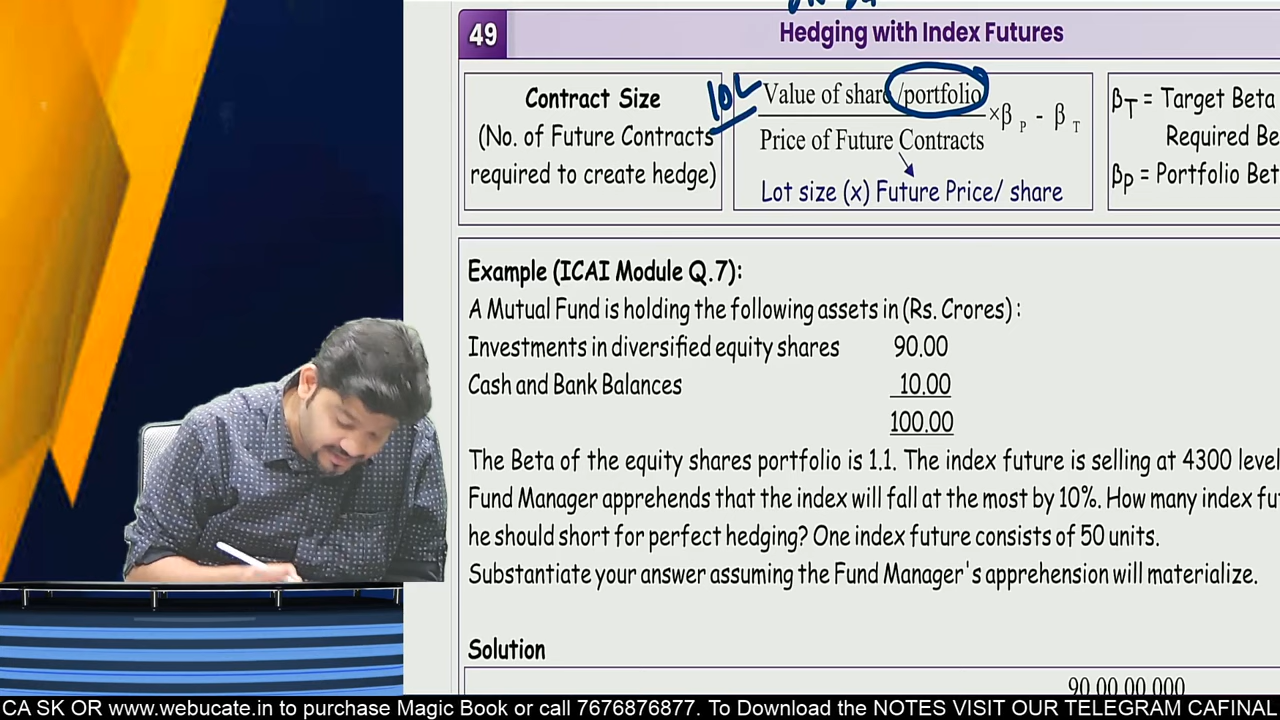 49
Hedging with Index Futures
Contract Size
(No. of Future Contracts
required to create hedge)
10L
Value of share/portfolio
Price of Future Contracts
×β P - β T
Lot size (x) Future Price/ share
βT = Target Beta
Required Be
βp = Portfolio Bet
Example (ICAI Module Q.7):
A Mutual Fund is holding the following assets in (Rs. Crores) :
Investments in diversified equity shares 90.00
Cash and Bank Balances 10.00
100.00
The Beta of the equity shares portfolio is 1.1. The index future is selling at 4300 level
Fund Manager apprehends that the index will fall at the most by 10%. How many index fu
he should short for perfect hedging? One index future consists of 50 units.
Substantiate your answer assuming the Fund Manager's apprehension will materialize.
Solution
90,00,00,000
CA SK OR www.webucate.in to purchase Magic Book or call 7676876877. To Download the NOTES VISIT OUR TELEGRAM CAFINAL